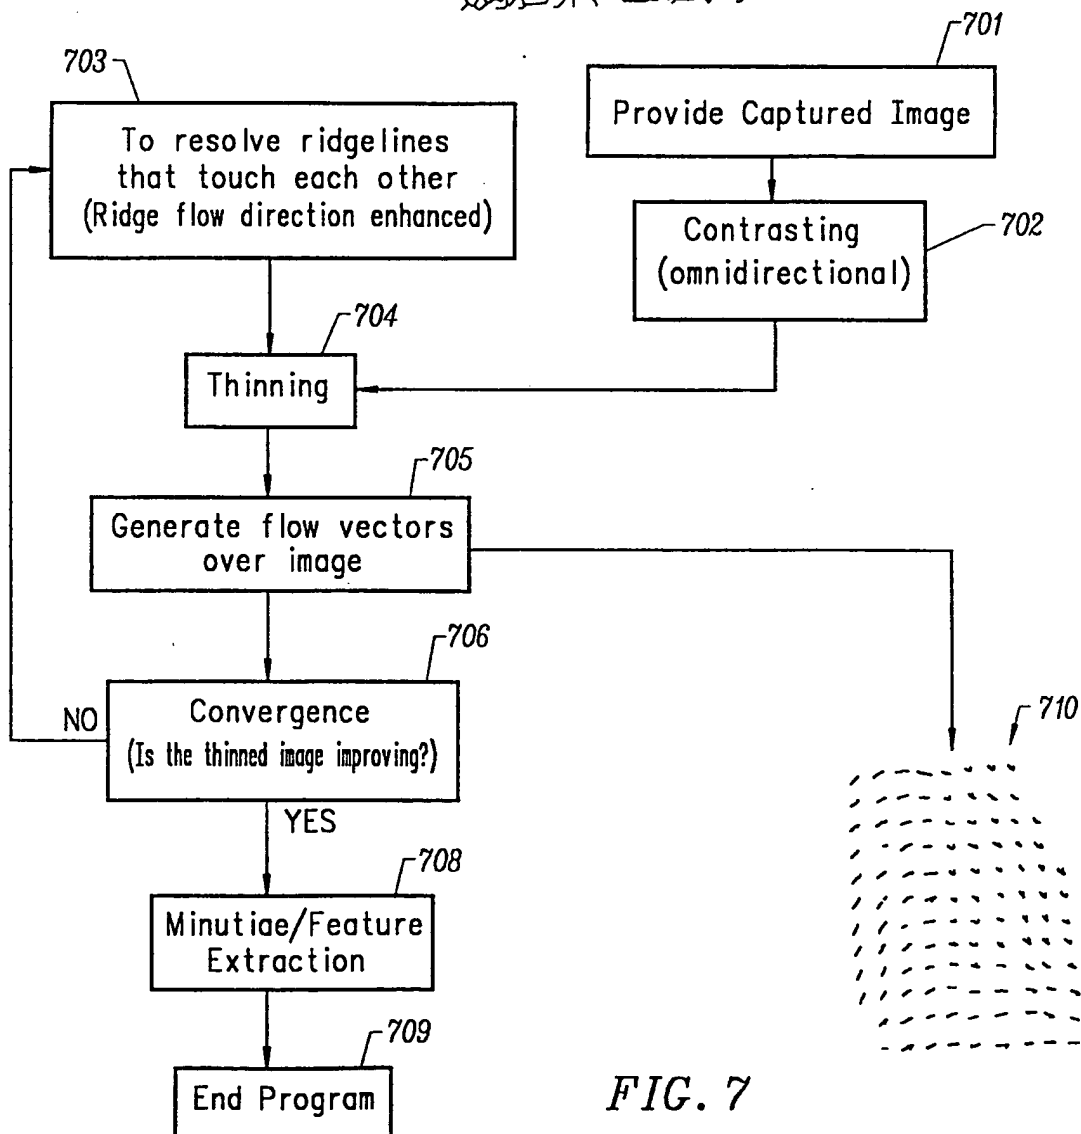 701
Provide Captured Image
703
To resolve ridgelines
that touch each other
(Ridge flow direction enhanced)
702
Contrasting
(omnidirectional)
704
Thinning
705
Generate flow vectors
over image
706
Convergence
(Is the thinned image improving?)
NO
YES
710
708
Minutiae/Feature
Extraction
709
End Program
FIG. 7